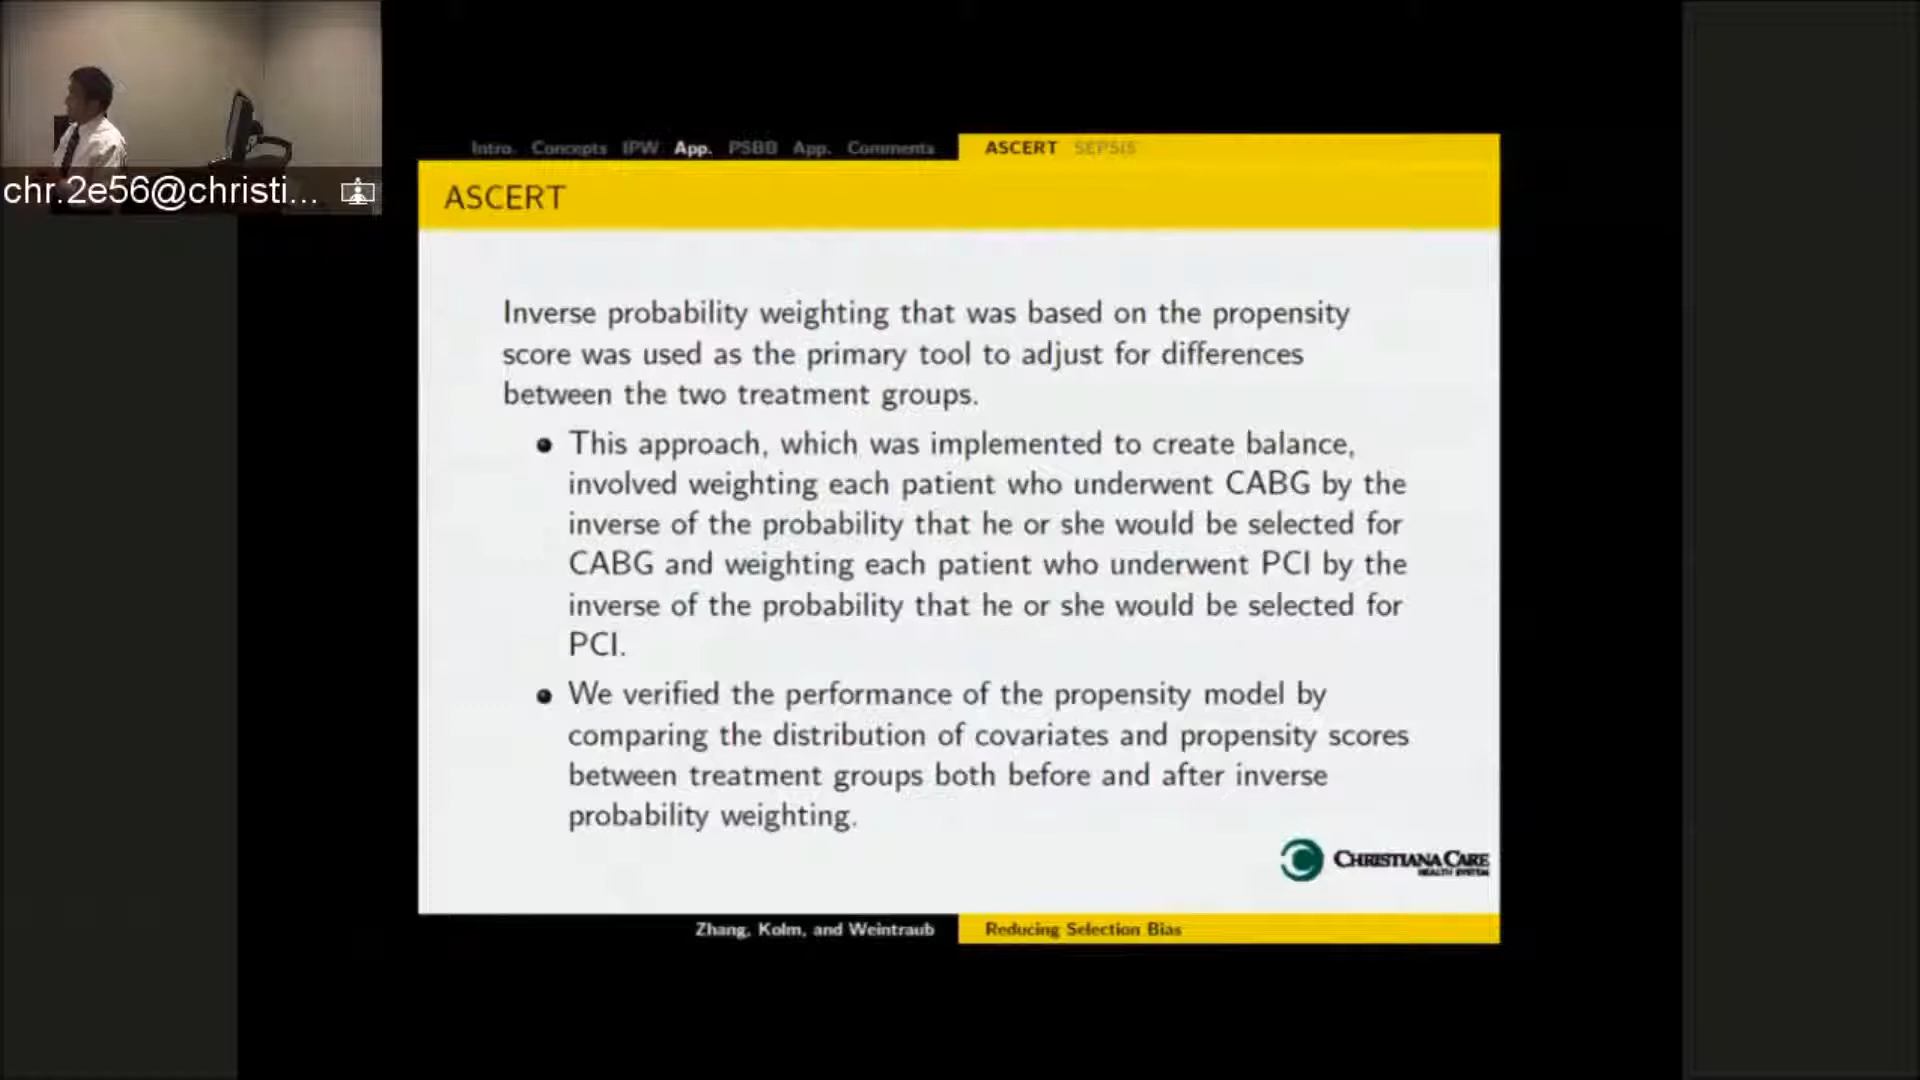 chr.2e56@christi...
Intro. Concepts IPW App. PSBB App. Comments
ASCERT SEPSIS
ASCERT
Inverse probability weighting that was based on the propensity
score was used as the primary tool to adjust for differences
between the two treatment groups.
This approach, which was implemented to create balance,
involved weighting each patient who underwent CABG by the
inverse of the probability that he or she would be selected for
CABG and weighting each patient who underwent PCI by the
inverse of the probability that he or she would be selected for
PCI.
We verified the performance of the propensity model by
comparing the distribution of covariates and propensity scores
between treatment groups both before and after inverse
probability weighting.
CHRISTIANA CARE
HEALTH SYSTEM
Zhang, Kolm, and Weintraub
Reducing Selection Bias